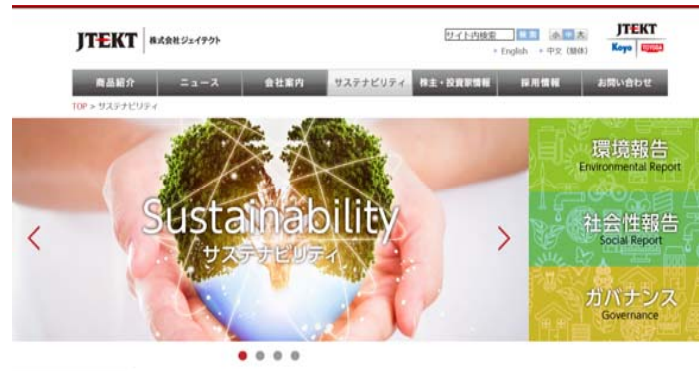 JTEKT 株式会社ジェイテクト
サイト内検索 検索 小 中 大
English 中文 (簡体)
JTEKT
Koyo TOYODA
商品紹介 ニュース 会社案内 サステナビリティ 株主・投資家情報 採用情報 お問い合わせ
TOP > サステナビリティ
Sustainability
サステナビリティ
環境報告
Environmental Report
社会性報告
Social Report
ガバナンス
Governance